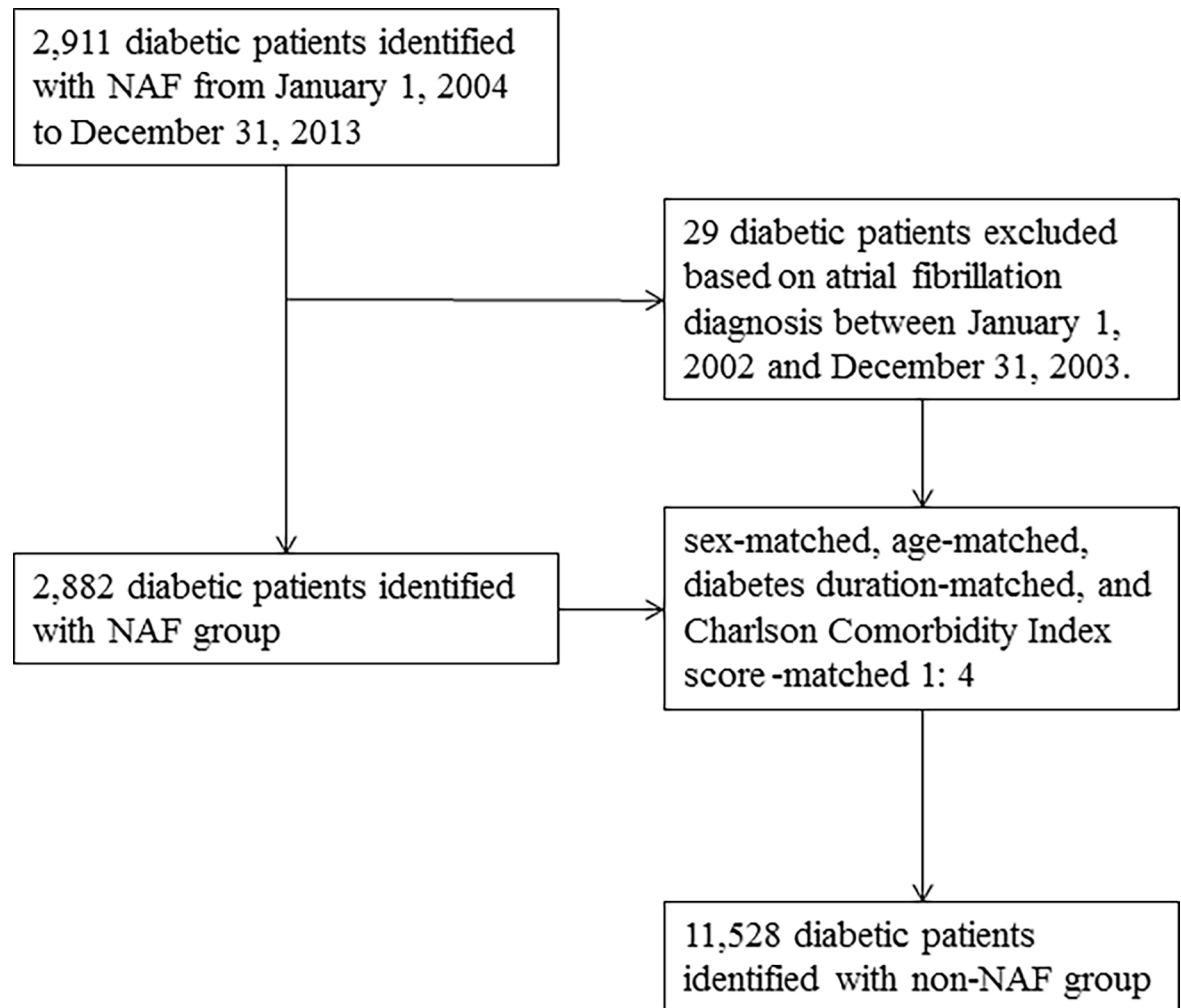 2,911 diabetic patients identified
with NAF from January 1, 2004
to December 31, 2013
29 diabetic patients excluded
based on atrial fibrillation
diagnosis between January 1,
2002 and December 31, 2003.
2,882 diabetic patients identified
with NAF group
sex-matched, age-matched,
diabetes duration-matched, and
Charlson Comorbidity Index
score-matched 1: 4
11,528 diabetic patients
identified with non-NAF group